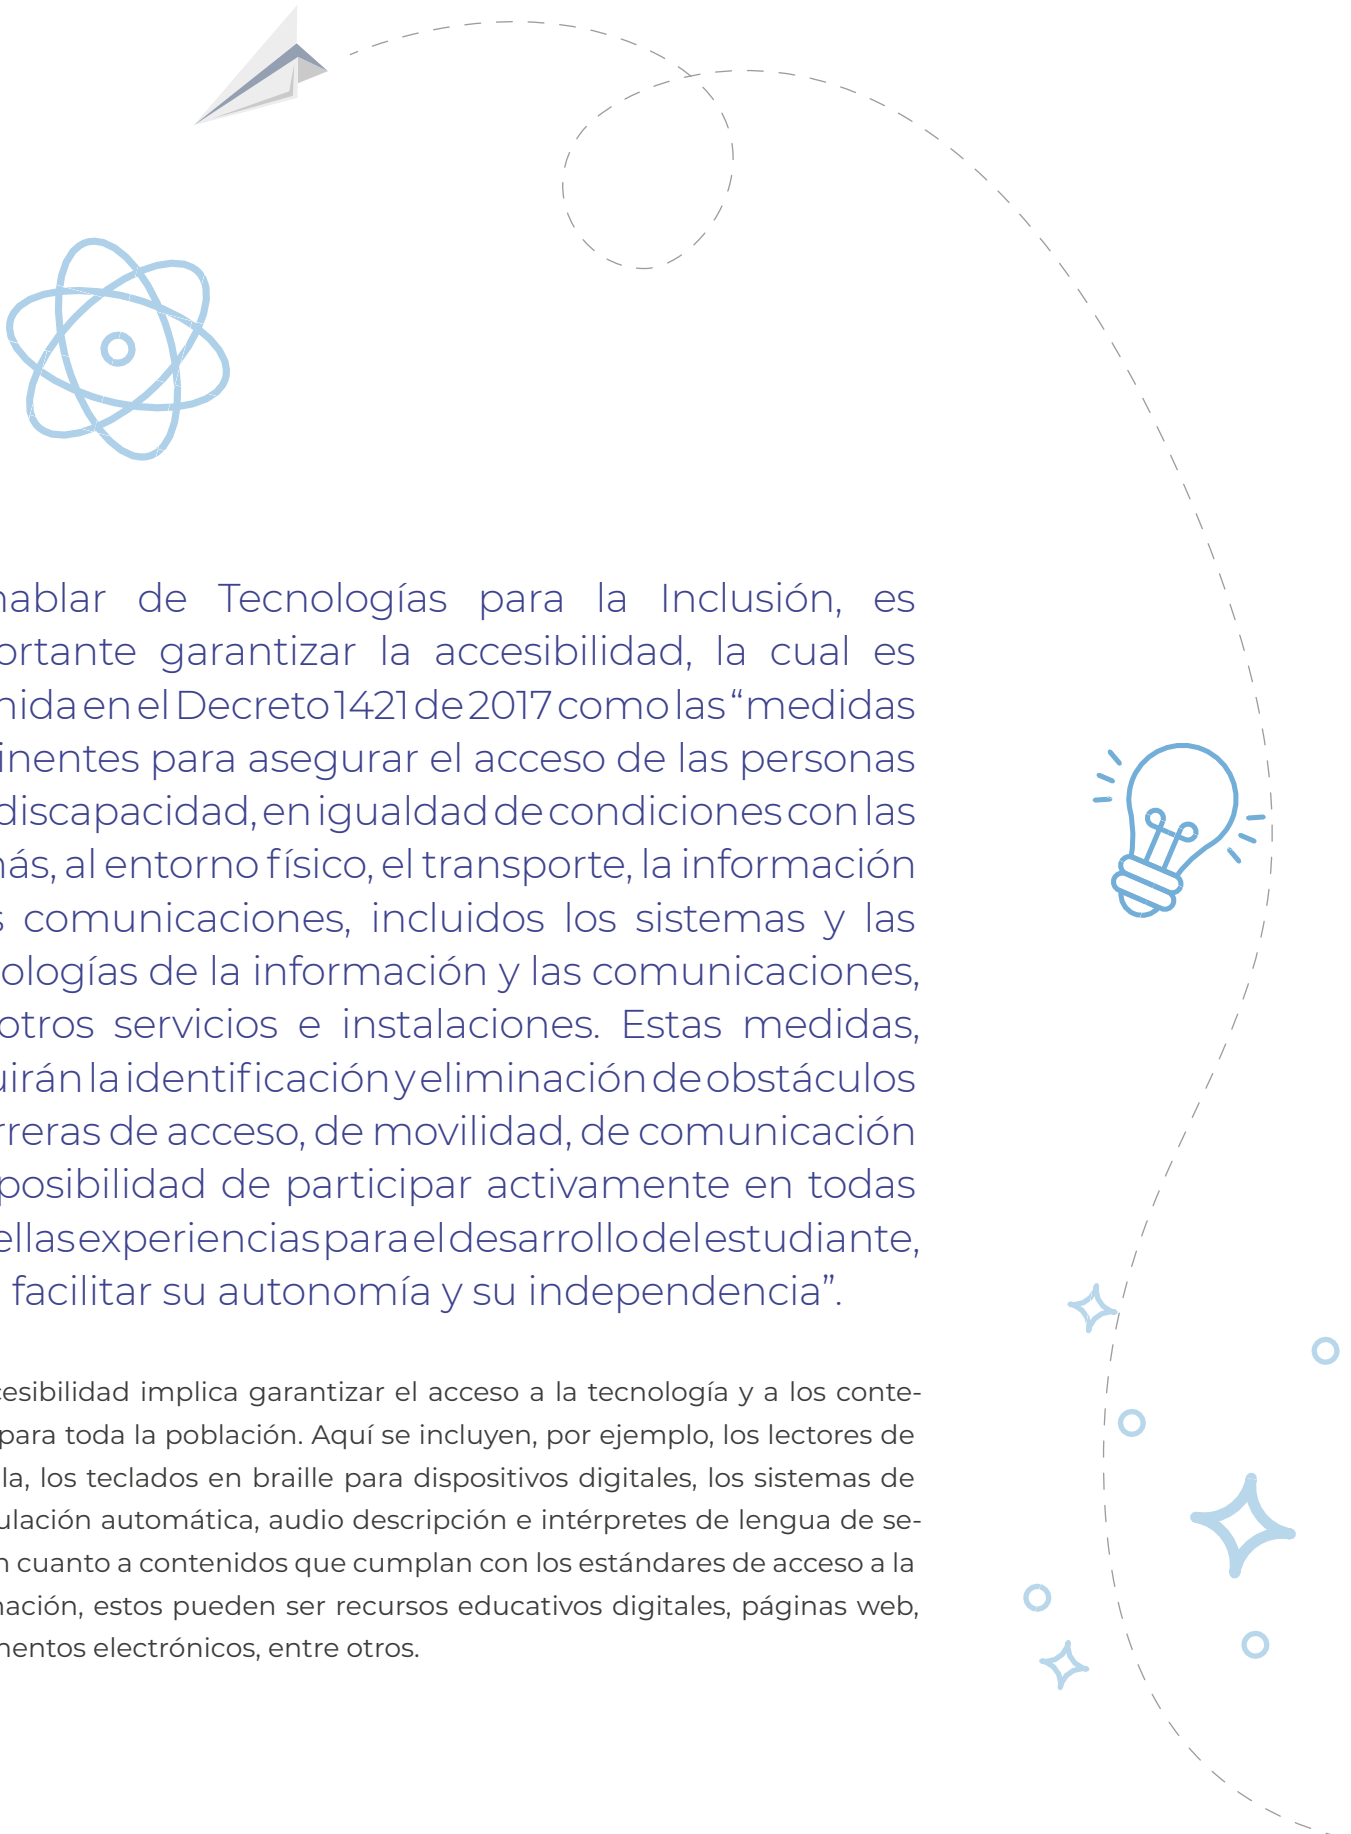 hablar de Tecnologías para la Inclusión, es
ortante garantizar la accesibilidad, la cual es
nida en el Decreto 1421 de 2017 como las “medidas
inentes para asegurar el acceso de las personas
discapacidad, en igualdad de condiciones con las
nás, al entorno físico, el transporte, la información
s comunicaciones, incluidos los sistemas y las
ologías de la información y las comunicaciones,
otros servicios e instalaciones. Estas medidas,
uirán la identificación y eliminación de obstáculos
rreras de acceso, de movilidad, de comunicación
posibilidad de participar activamente en todas
ellas experiencias para el desarrollo del estudiante,
facilitar su autonomía y su independencia”.
cesibilidad implica garantizar el acceso a la tecnología y a los conte-
para toda la población. Aquí se incluyen, por ejemplo, los lectores de
la, los teclados en braille para dispositivos digitales, los sistemas de
ulación automática, audio descripción e intérpretes de lengua de se-
n cuanto a contenidos que cumplan con los estándares de acceso a la
nación, estos pueden ser recursos educativos digitales, páginas web,
mentos electrónicos, entre otros.